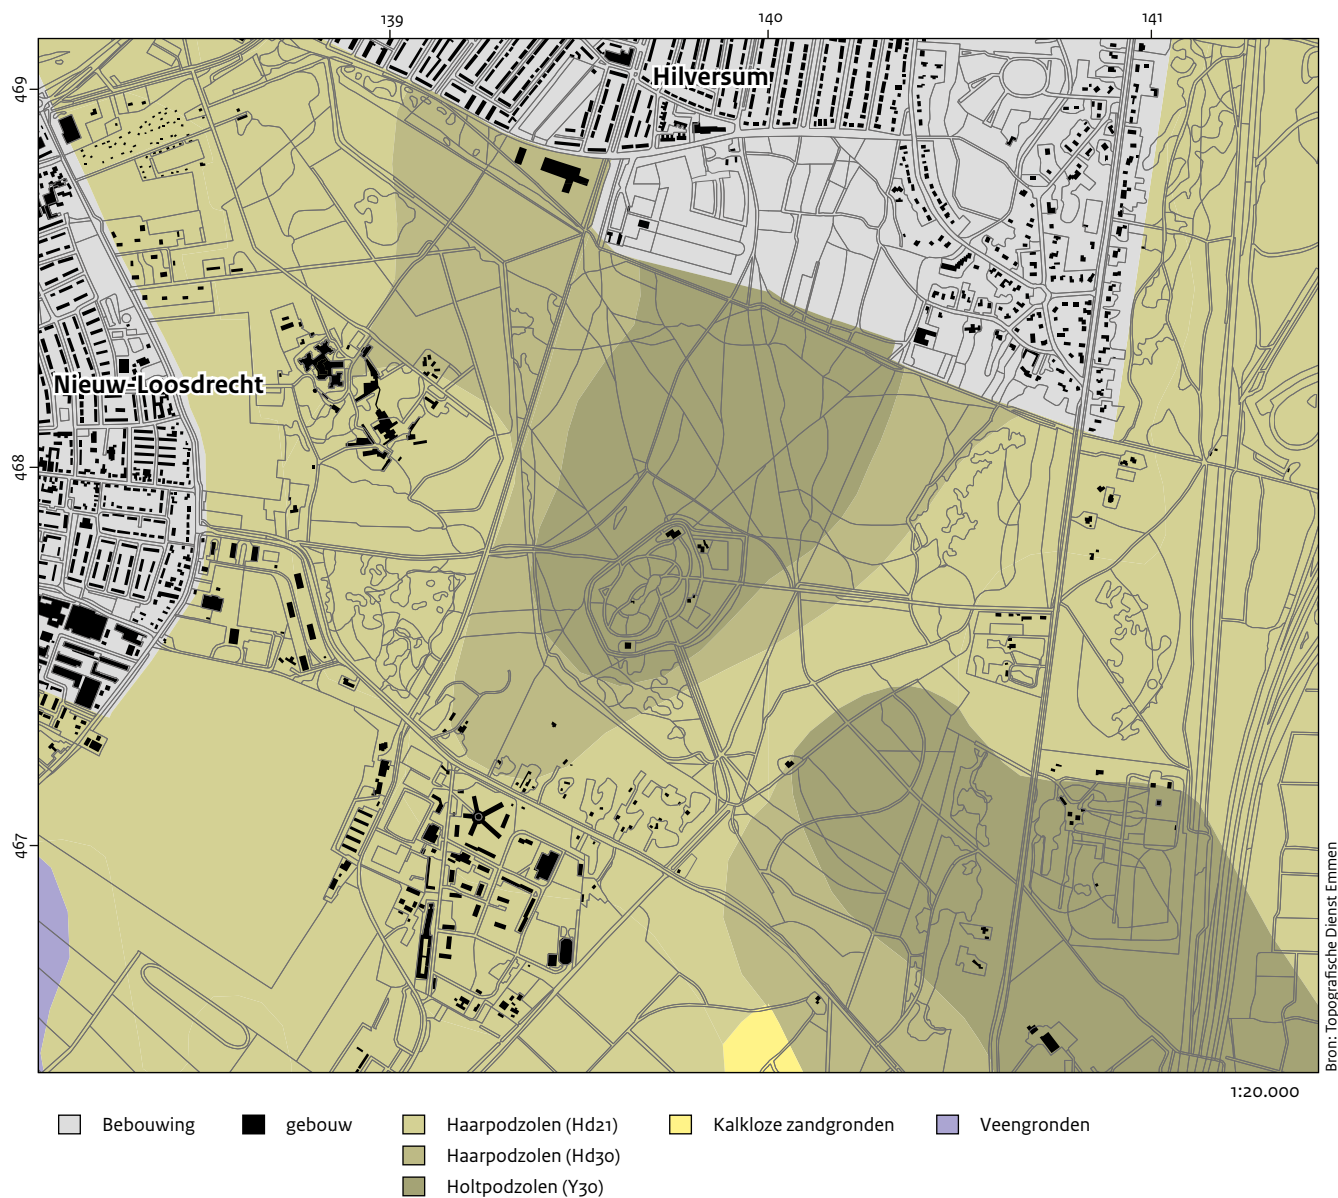 139 140 141
469
Hilversum
Nieuw-Loosdrecht
468
467
Bron: Topografische Dienst Emmen
1:20.000
Bebouwing gebouw Haarpodzolen (Hd21) Kalkloze zandgronden Veengronden
Haarpodzolen (Hd30)
Holtpodzolen (Y30)